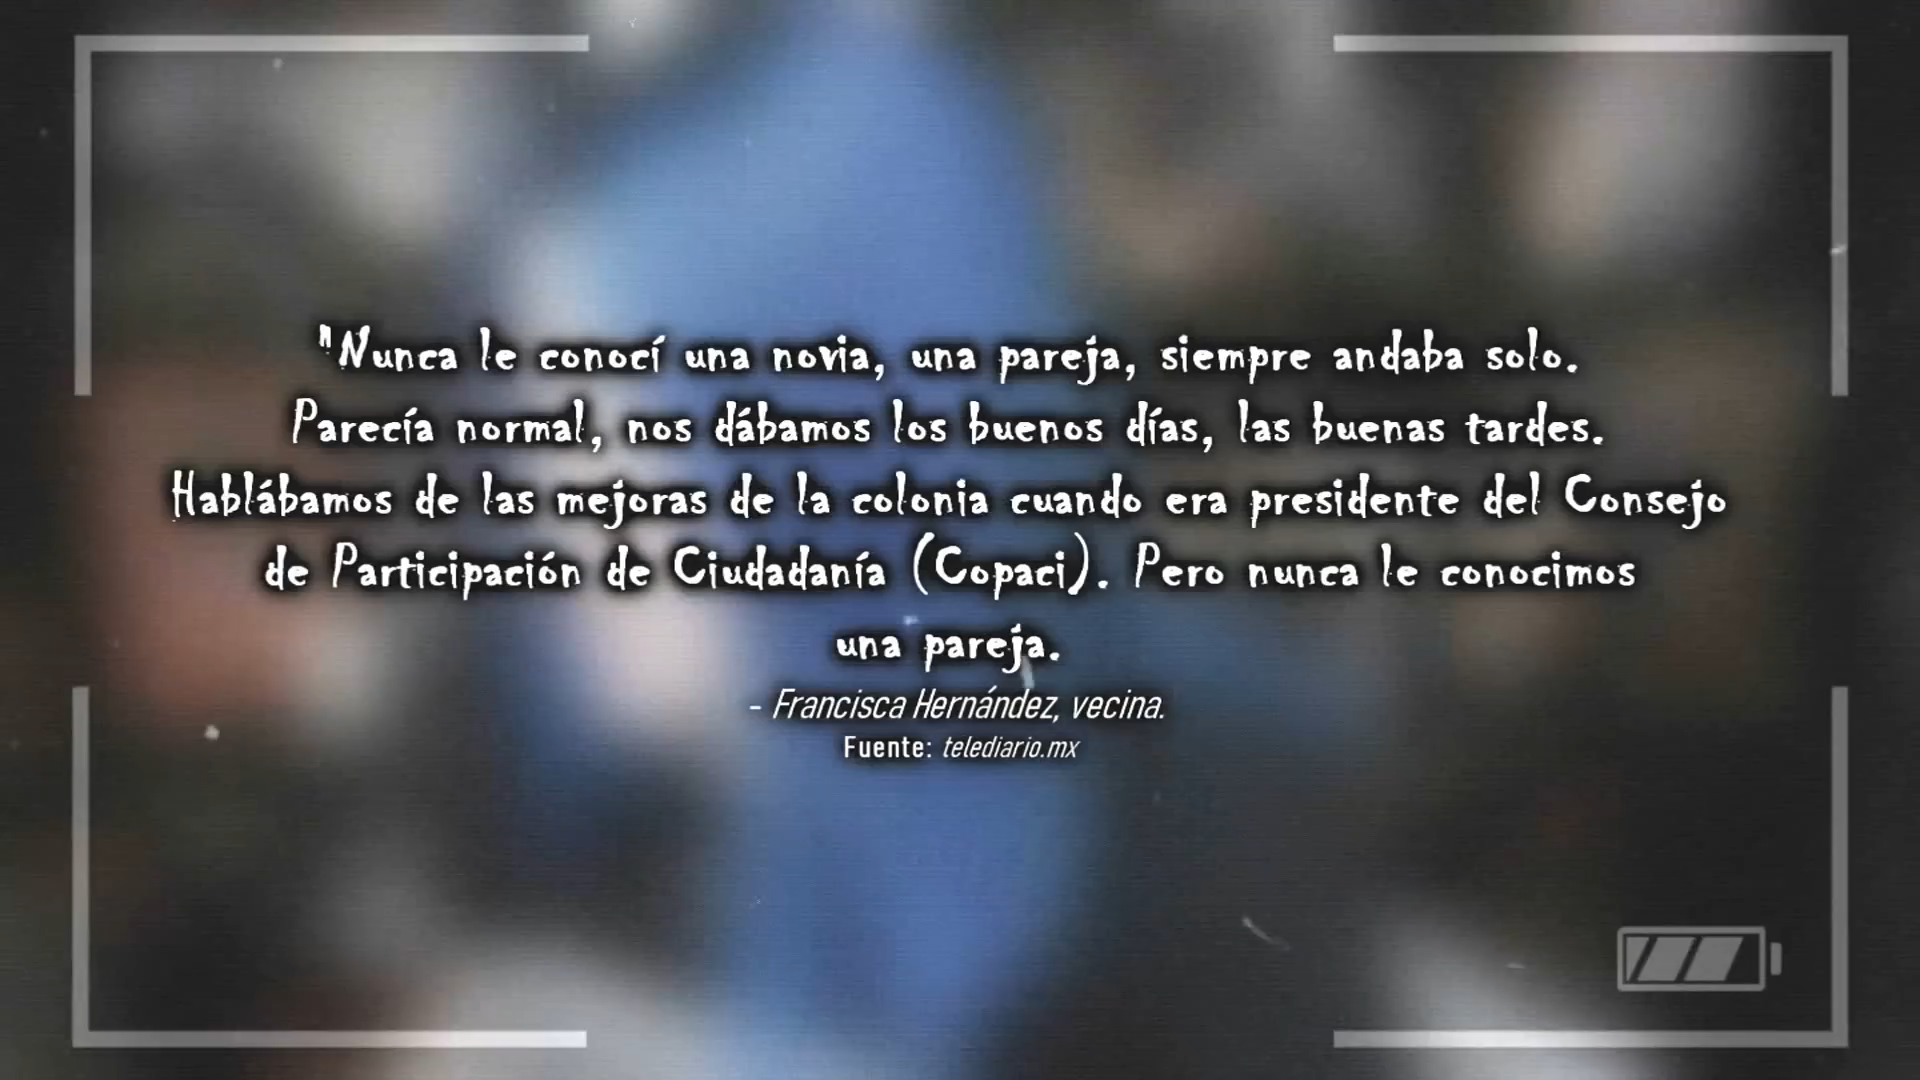 "Nunca le conocí una novia, una pareja, siempre andaba solo.
Parecía normal, nos dábamos los buenos días, las buenas tardes.
Hablábamos de las mejoras de la colonia cuando era presidente del Consejo
de Participación de Ciudadanía (Copaci). Pero nunca le conocimos
una pareja.
- Francisca Hernández, vecina.
Fuente: telediario.mx